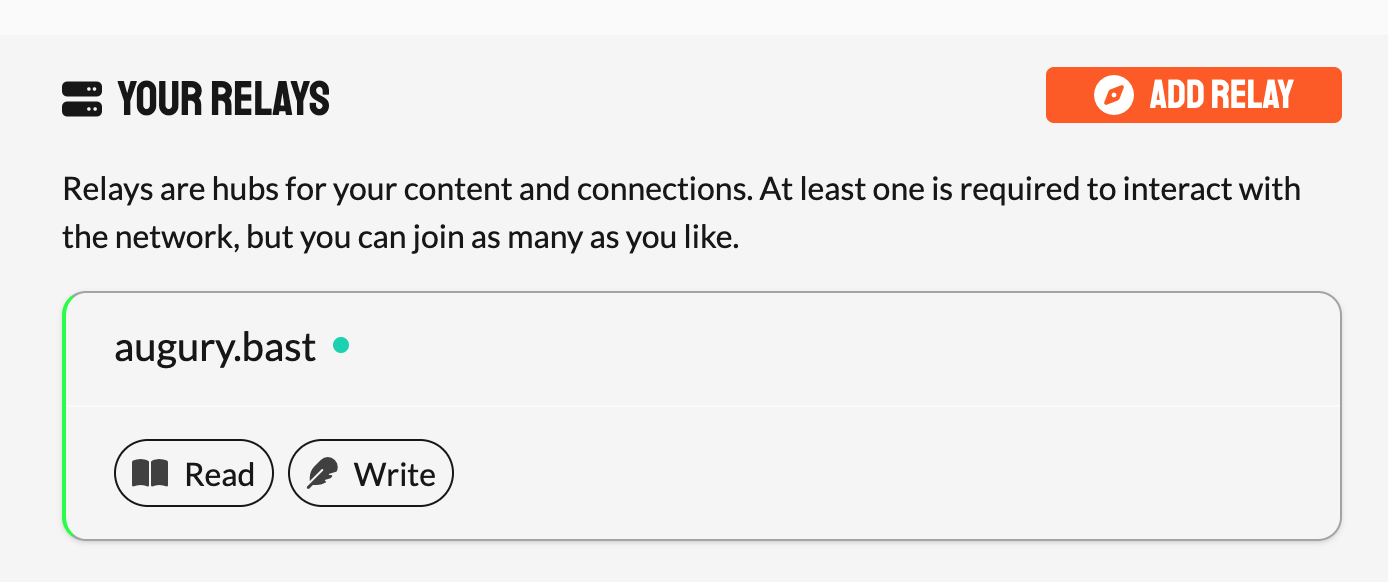 YOUR RELAYS
ADD RELAY
Relays are hubs for your content and connections. At least one is required to interact with
the network, but you can join as many as you like.
augury.bast
Read
Write